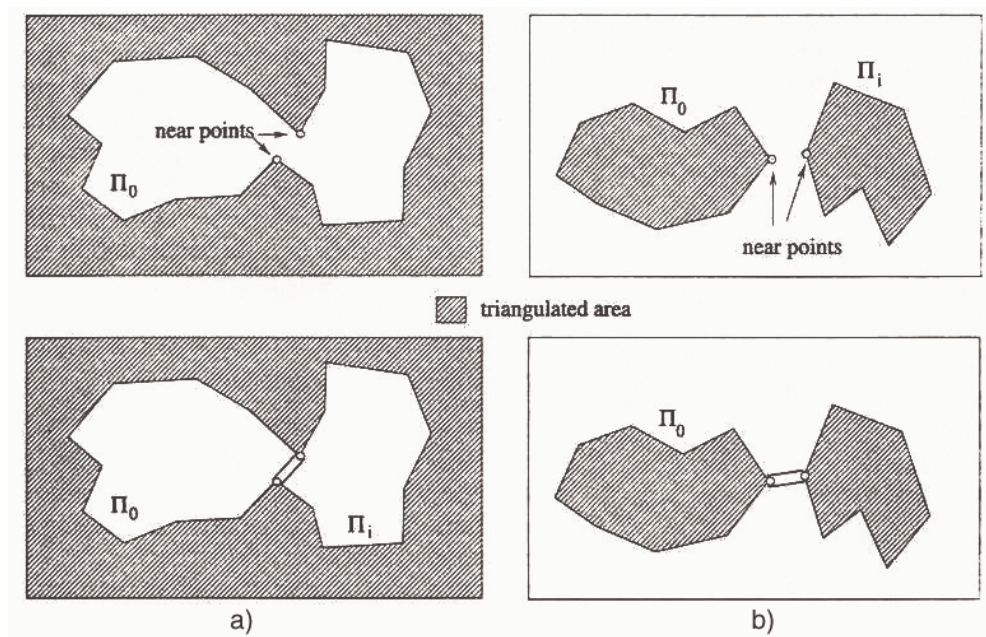 near points
Π₀
Π₀
Πᵢ
near points
triangulated area
Π₀
Πᵢ
Π₀
a)
b)